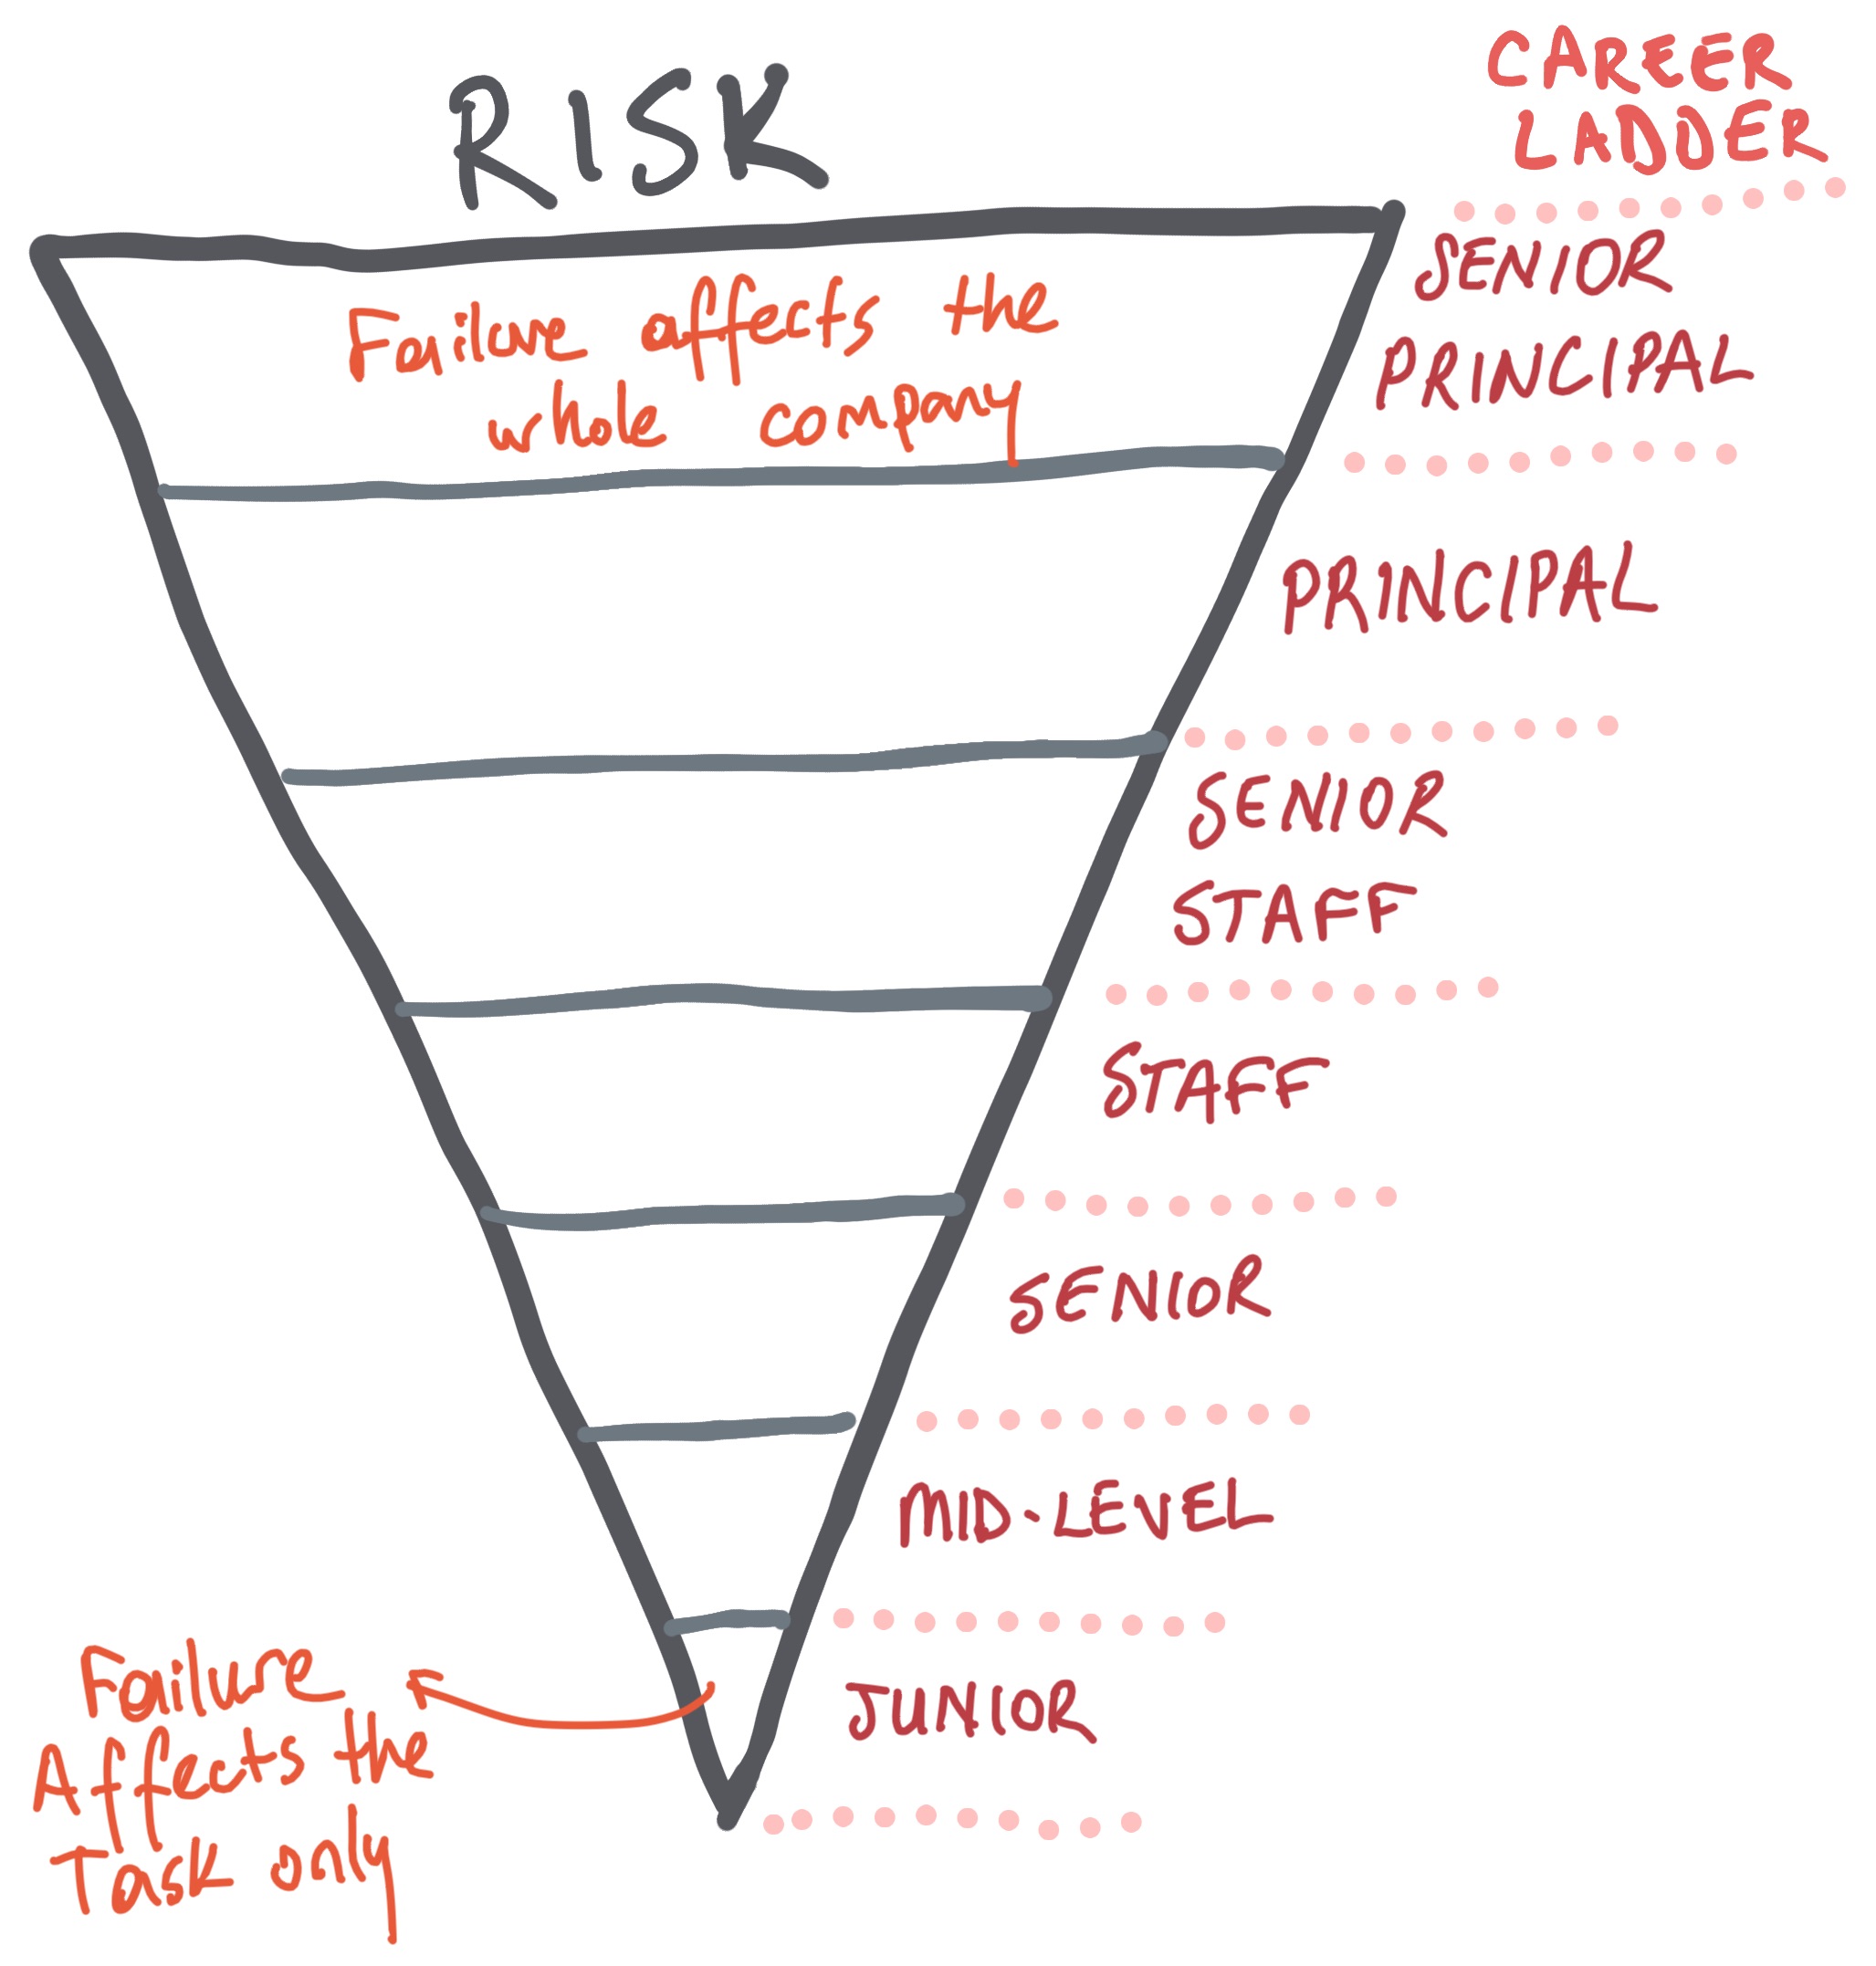 RISK
CAREER
LADDER
Failure affects the
whole company
SENIOR
PRINCIPAL
PRINCIPAL
SENIOR
STAFF
STAFF
SENIOR
MID-LEVEL
JUNIOR
Failure
Affects the
Task only